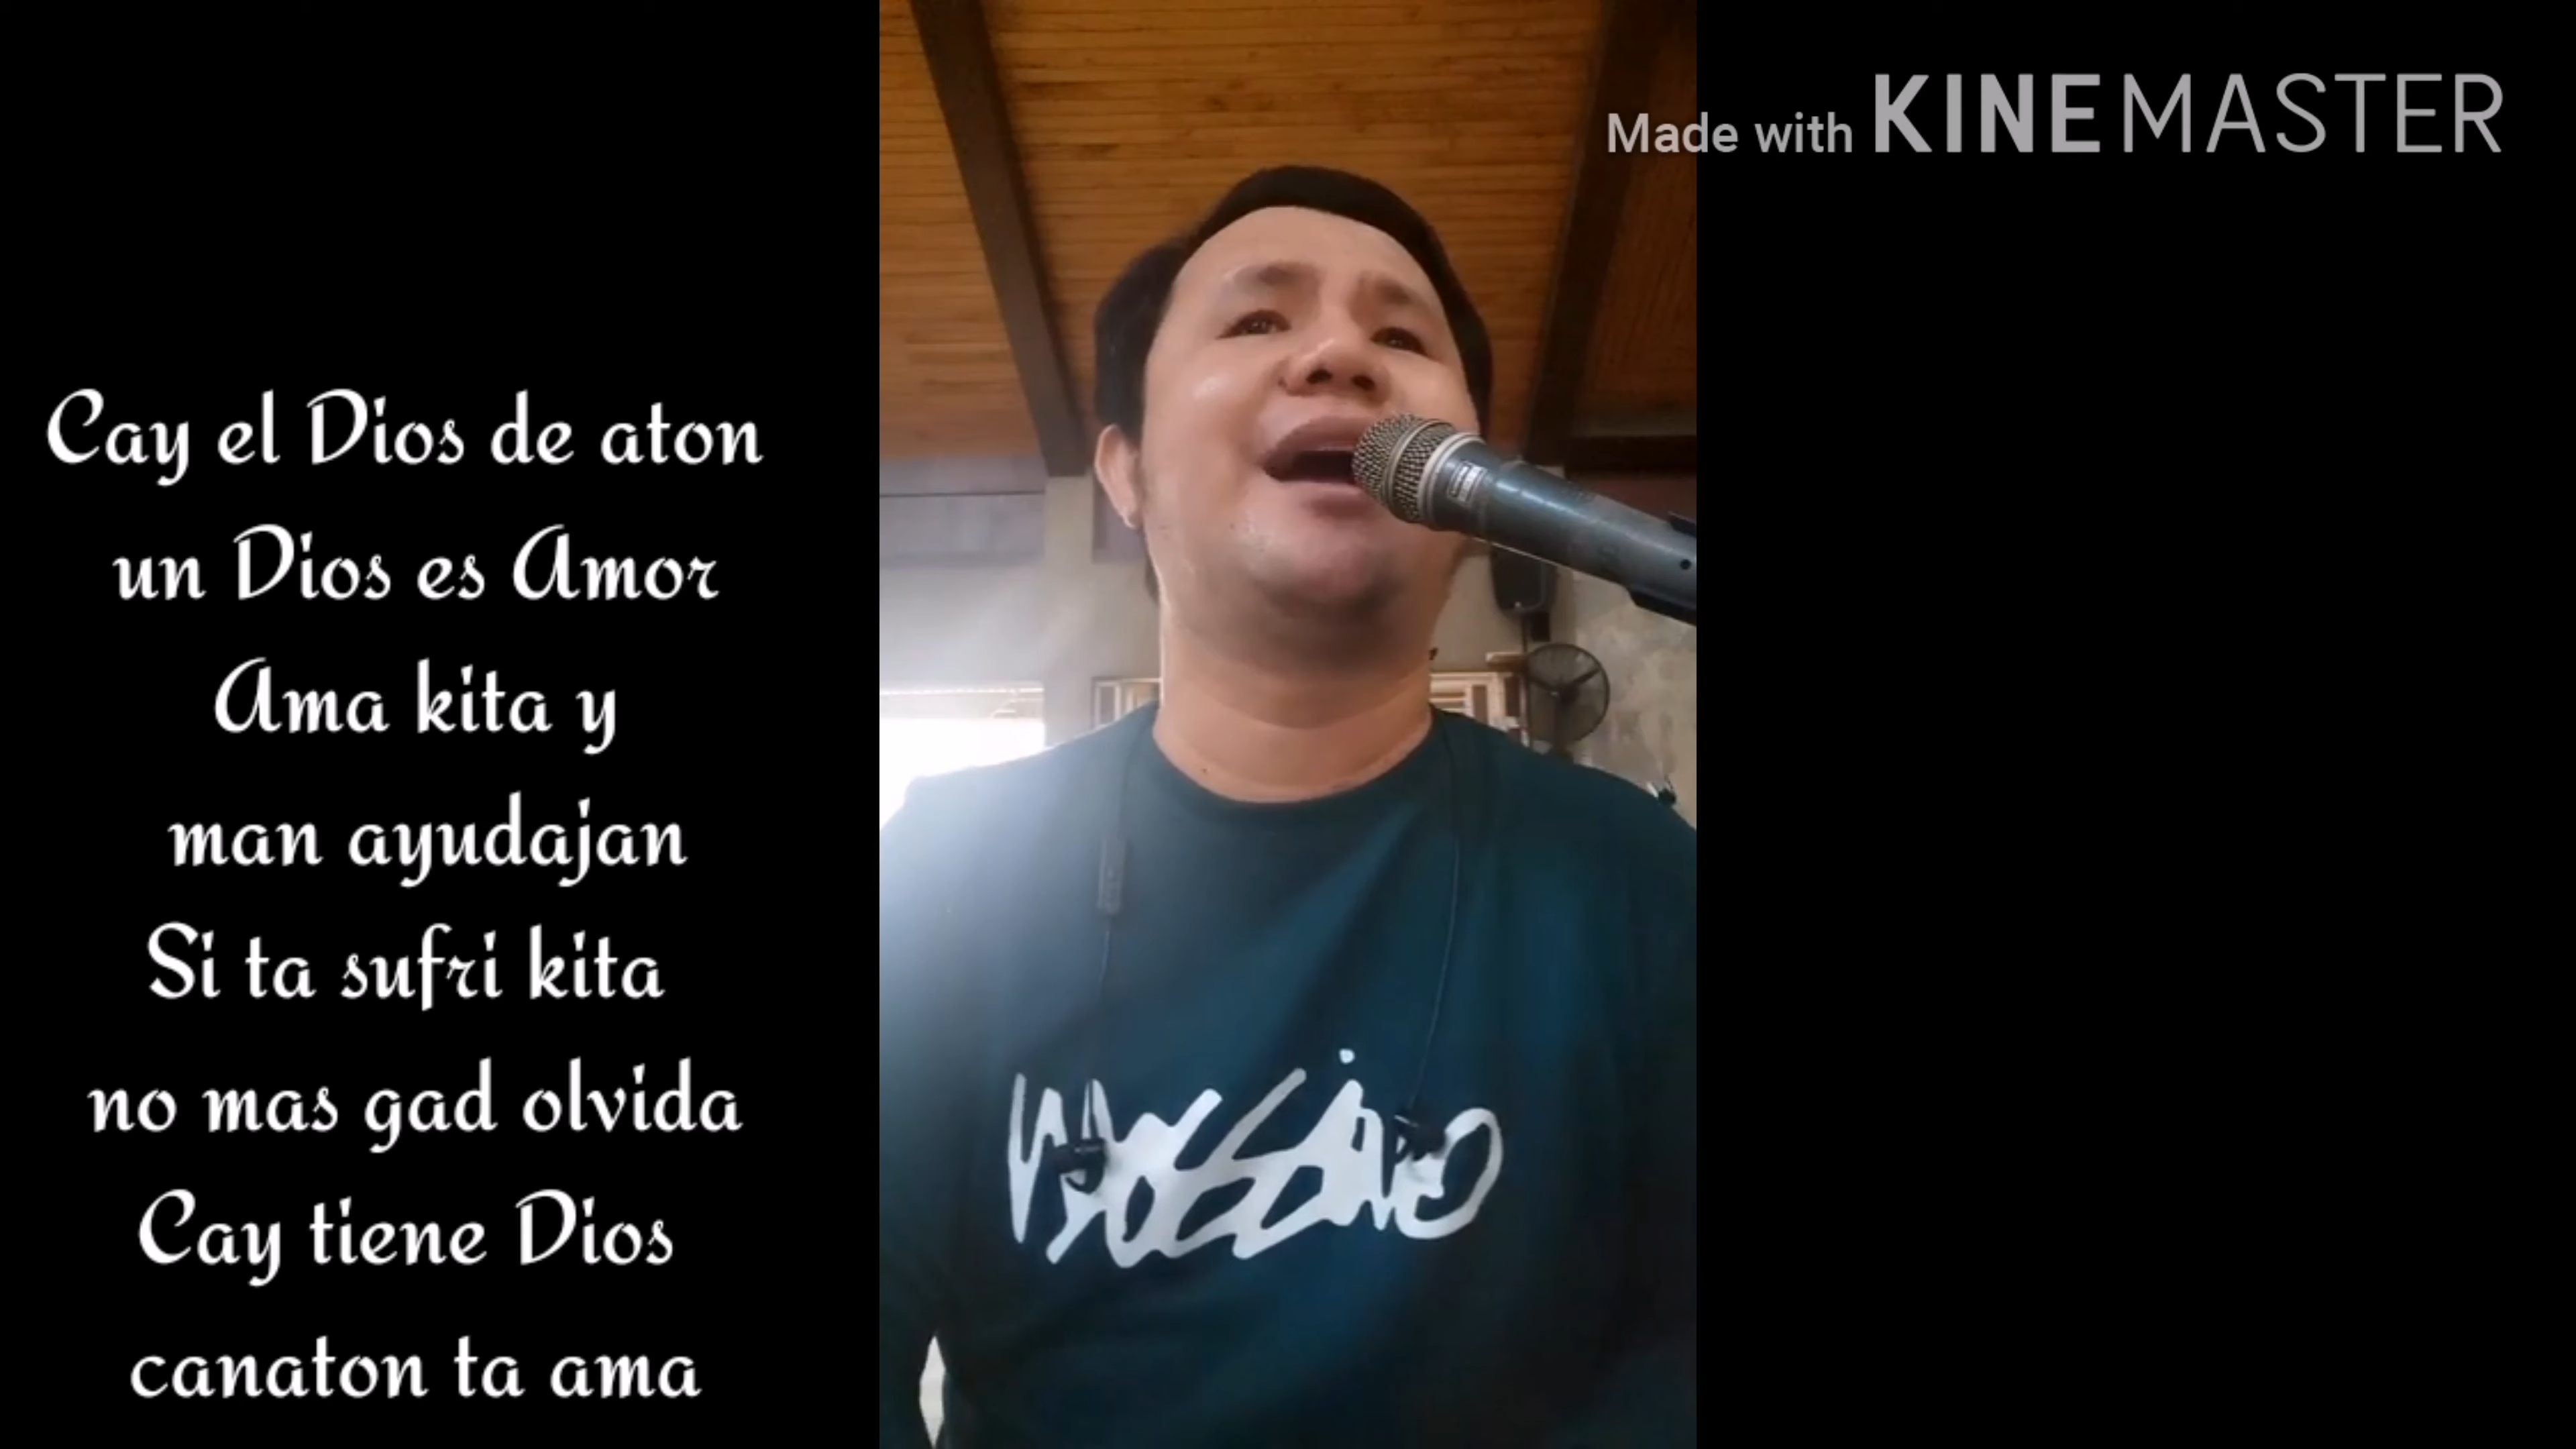 Made with KINEMASTER
Cay el Dios de aton
un Dios es Amor
Ama kita y
man ayudajan
Si ta sufri kita
no mas gad olvida
Cay tiene Dios
canaton ta ama
Mossimo